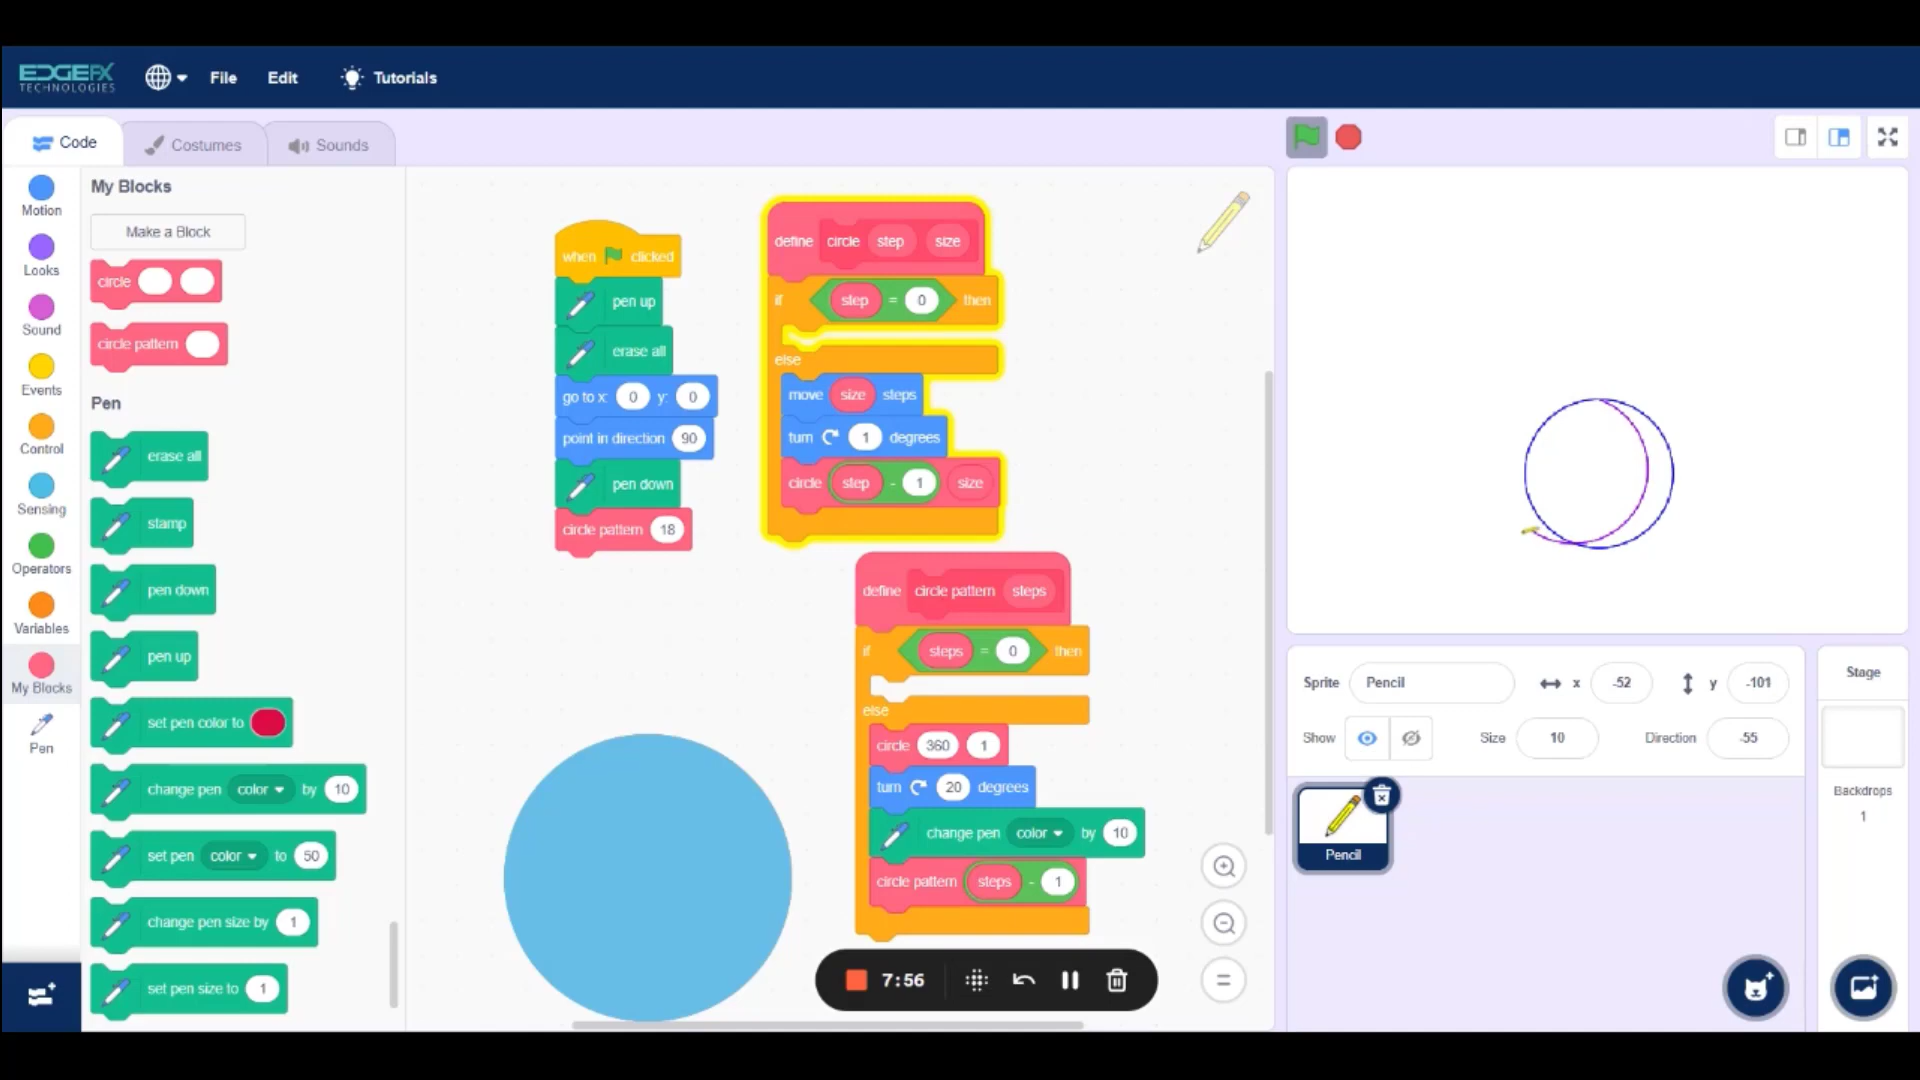 EDGEFX
TECHNOLOGIES
File
Edit
Tutorials
Code
Costumes
Sounds
Motion
Looks
Sound
Events
Control
Sensing
Operators
Variables
My Blocks
Pen
My Blocks
Make a Block
circle
circle pattern
Pen
erase all
stamp
pen down
pen up
set pen color to
change pen color by 10
set pen color to 50
change pen size by 1
set pen size to 1
when clicked
pen up
erase all
go to x: 0 y: 0
point in direction 90
pen down
circle pattern 18
define circle step size
if step = 0 then
else
move size steps
turn 1 degrees
circle step - 1 size
define circle pattern steps
if steps = 0 then
else
circle 360 1
turn 20 degrees
change pen color by 10
circle pattern steps - 1
7:56
Sprite Pencil x -52 y -101
Show Size 10 Direction -55
Pencil
Stage
Backdrops
1